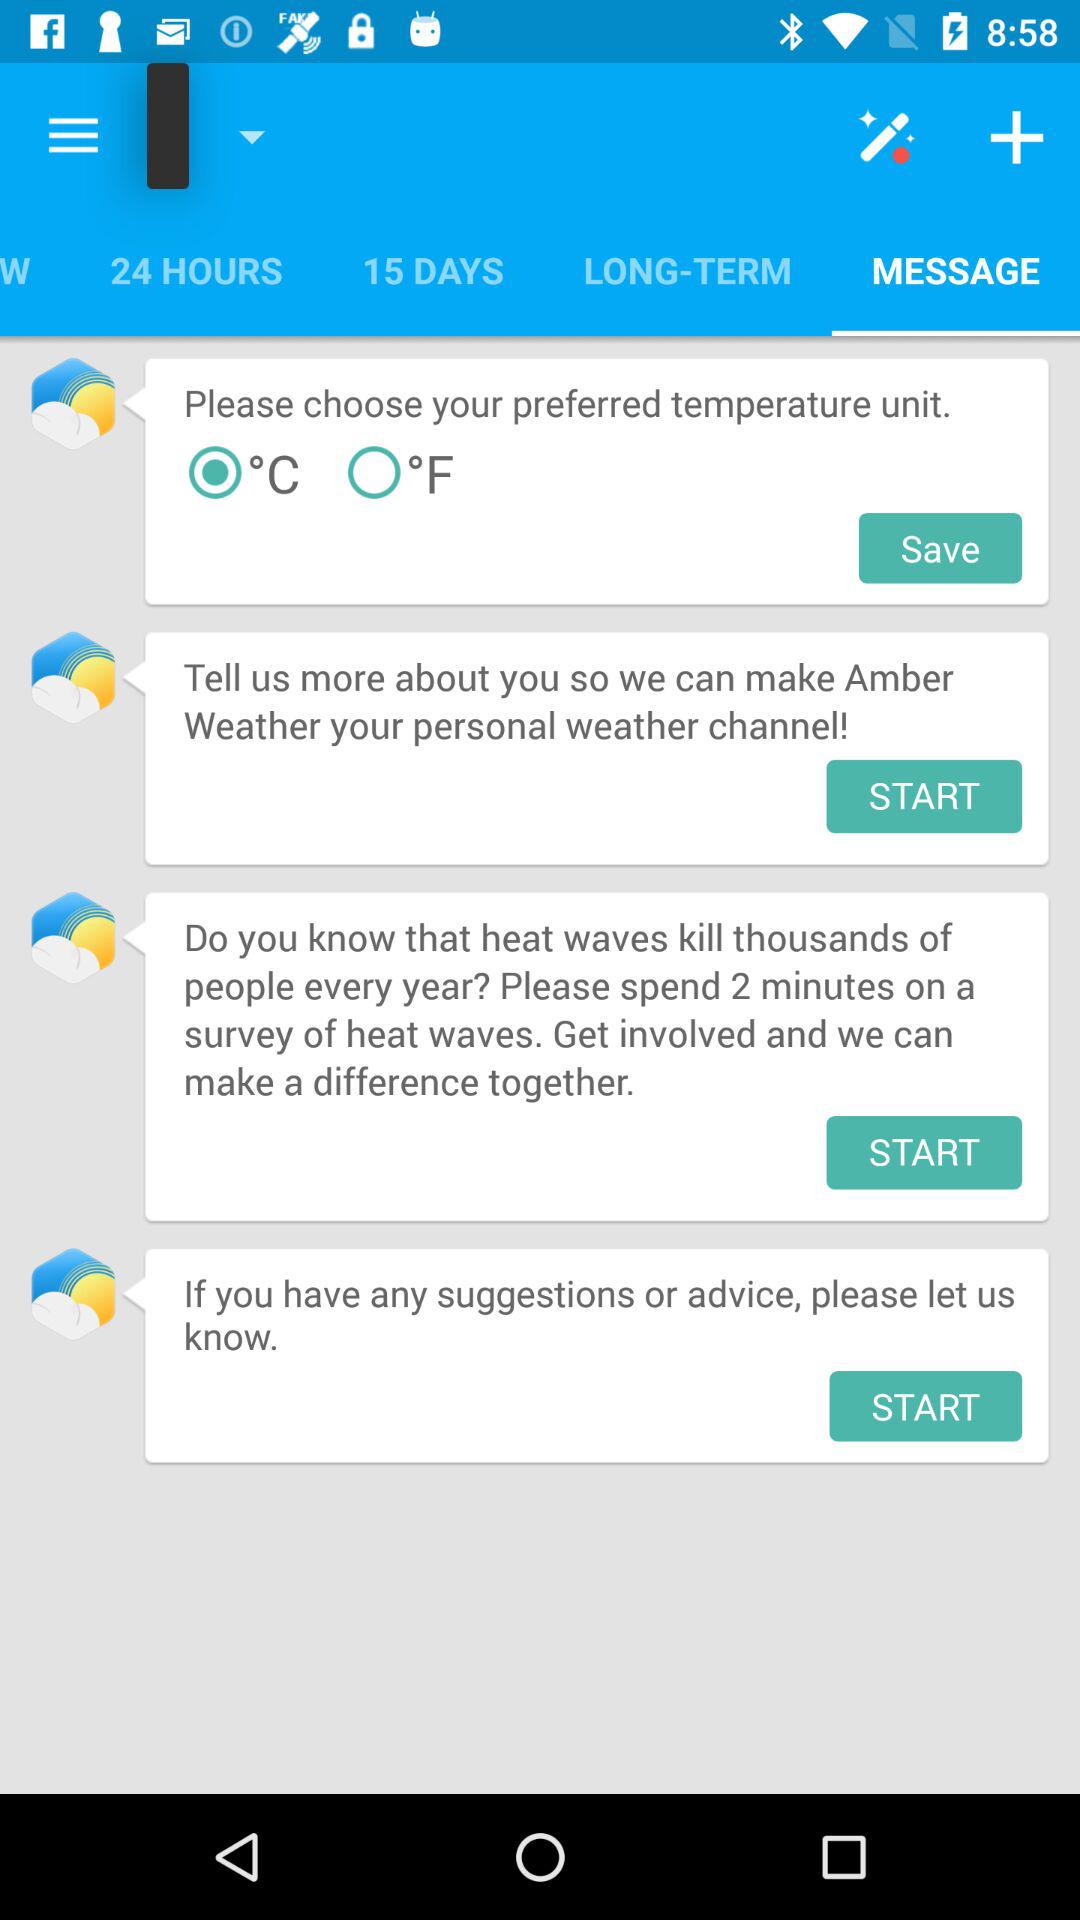 FAKE
8:58
W
24 HOURS
15 DAYS
LONG-TERM
MESSAGE
Please choose your preferred temperature unit.
°C
°F
Save
Tell us more about you so we can make Amber
Weather your personal weather channel!
START
Do you know that heat waves kill thousands of
people every year? Please spend 2 minutes on a
survey of heat waves. Get involved and we can
make a difference together.
START
If you have any suggestions or advice, please let us
know.
START